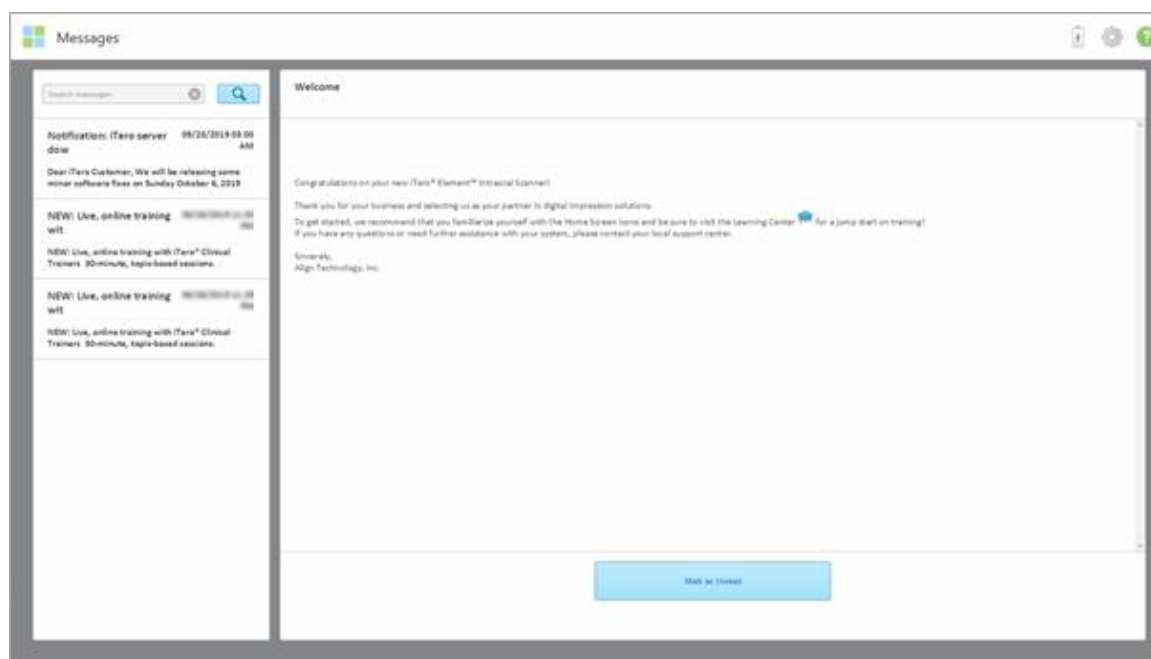 Messages
?
Search messages
Welcome
Notification: iTero server 09/26/2019 03:00
dow AM
Dear iTero Customer, We will be releasing some
minor software fixes on Sunday October 6, 2019
NEW: Live, online training
wit
NEW: Live, online training with iTero® Clinical
Trainers 30-minute, topic-based sessions.
NEW: Live, online training
wit
NEW: Live, online training with iTero® Clinical
Trainers 30-minute, topic-based sessions.
Congratulations on your new iTero® Element™ Intraoral Scanner!
Thank you for your business and selecting us as your partner in digital impression solutions.
To get started, we recommend that you familiarize yourself with the Home Screen icons and be sure to visit the Learning Center for a jump start on training!
If you have any questions or need further assistance with your system, please contact your local support center.
Sincerely,
Align Technology, Inc.
Mark as Unread